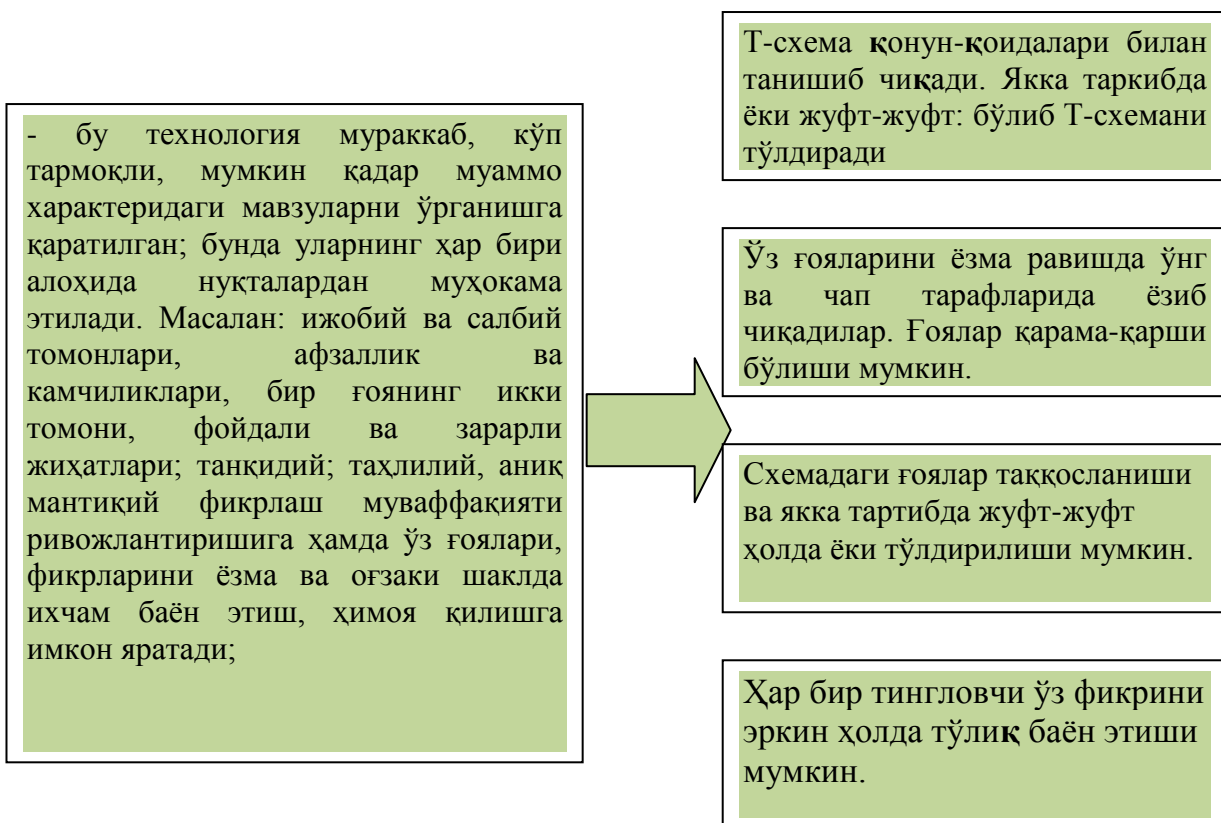 - бу технология мураккаб, кўп
тармоқли, мумкин қадар муаммо
характеридаги мавзуларни ўрганишга
қаратилган; бунда уларнинг ҳар бири
алоҳида нуқталардан муҳокама
этилади. Масалан: ижобий ва салбий
томонлари, афзаллик ва
камчиликлари, бир ғоянинг икки
томони, фойдали ва зарарли
жиҳатлари; танқидий; таҳлилий, аниқ
мантиқий фикрлаш муваффақияти
ривожлантиришига ҳамда ўз ғоялари,
фикрларини ёзма ва оғзаки шаклда
ихчам баён этиш, ҳимоя қилишга
имкон яратади;
Т-схема қонун-қоидалари билан
танишиб чиқади. Якка таркибда
ёки жуфт-жуфт: бўлиб Т-схемани
тўлдиради
Ўз ғояларини ёзма равишда ўнг
ва чап тарафларида ёзиб
чиқадилар. Ғоялар қарама-қарши
бўлиши мумкин.
Схемадаги ғоялар таққосланиши
ва якка тартибда жуфт-жуфт
ҳолда ёки тўлдирилиши мумкин.
Ҳар бир тингловчи ўз фикрини
эркин ҳолда тўлиқ баён этиши
мумкин.